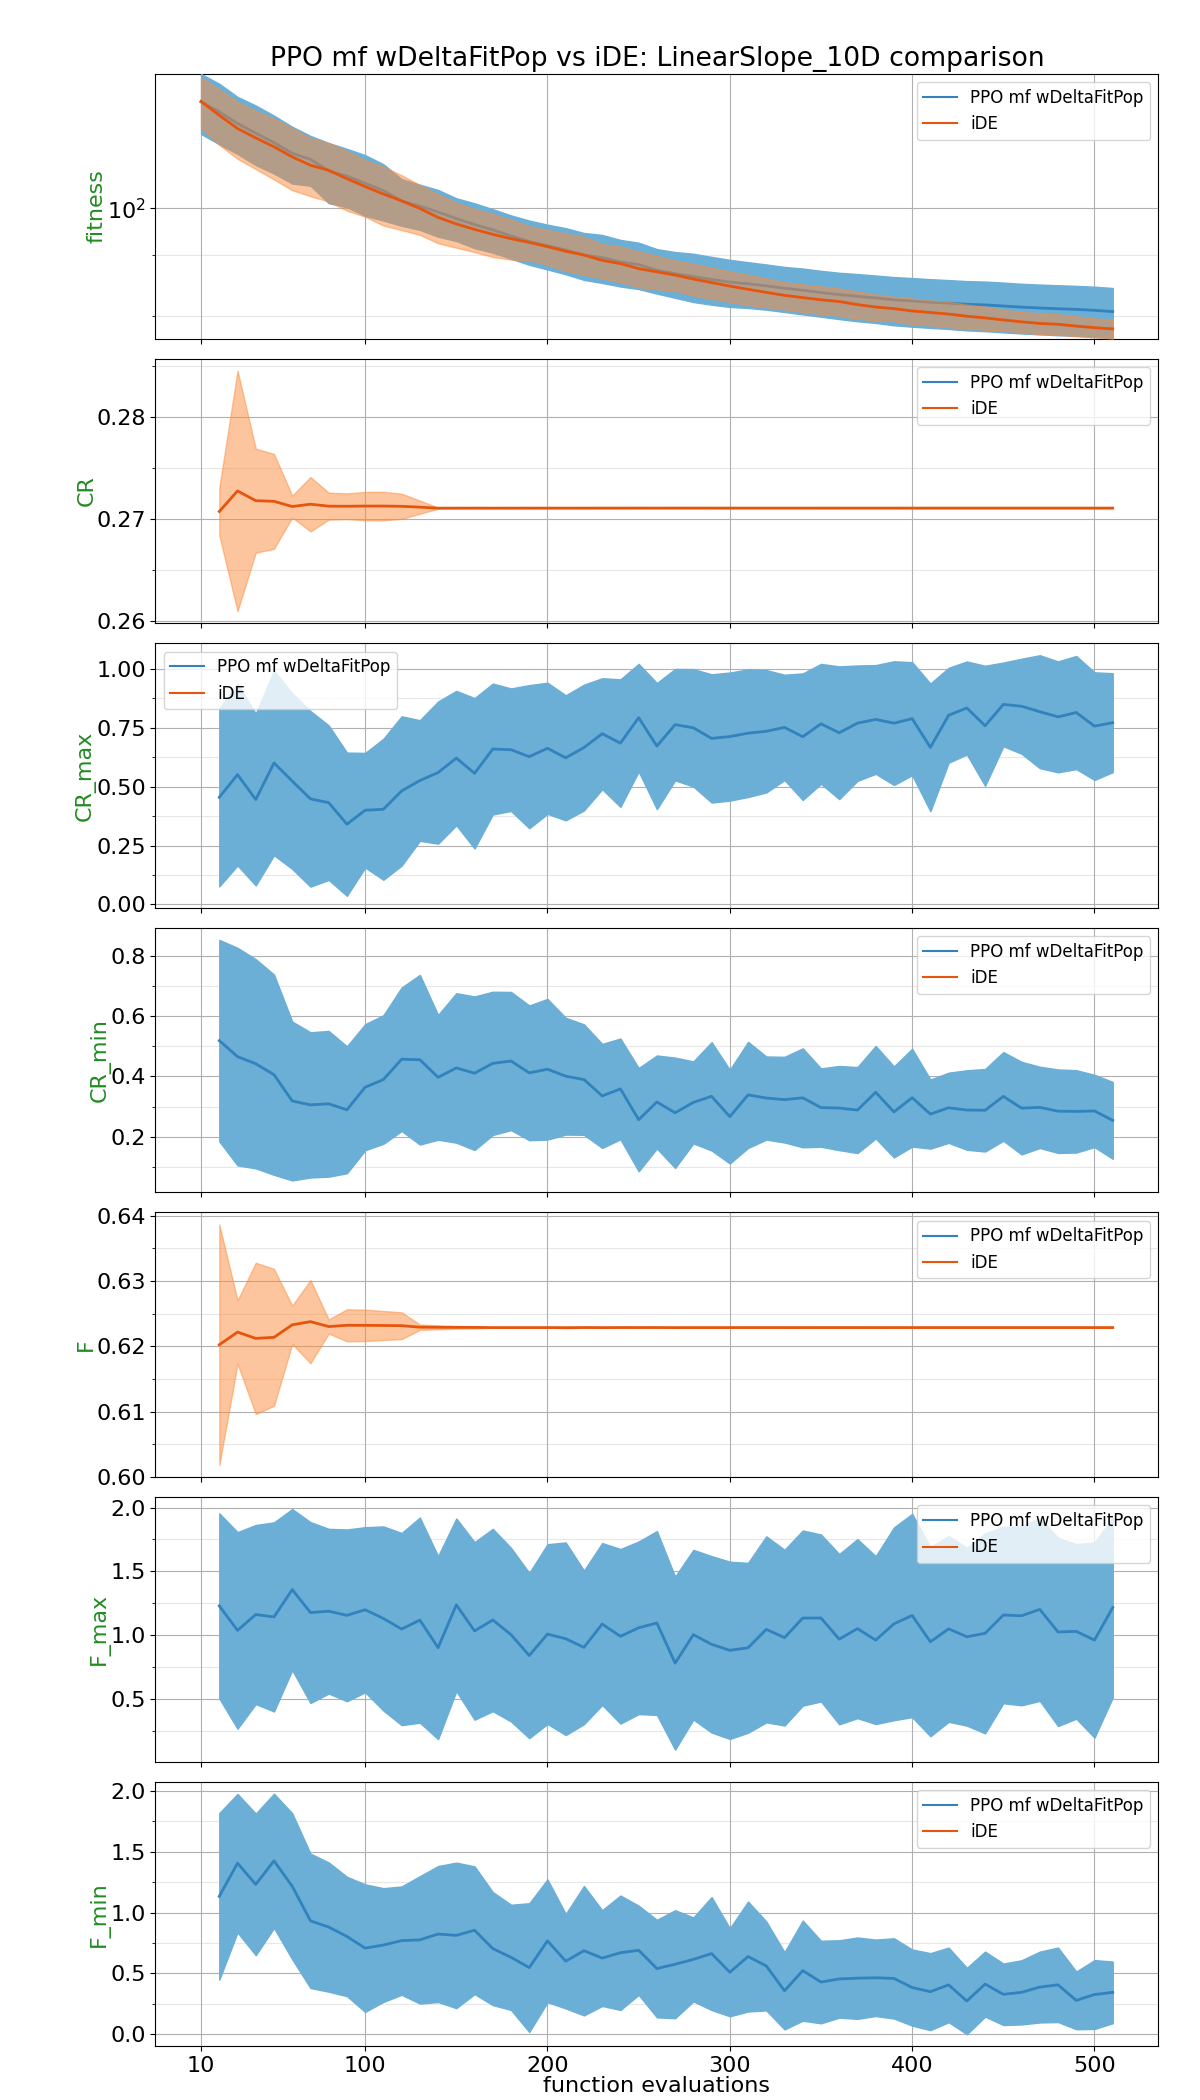 PPO mf wDeltaFitPop vs iDE: LinearSlope_10D comparison
fitness
10²
PPO mf wDeltaFitPop
iDE
CR
0.28
0.27
0.26
PPO mf wDeltaFitPop
iDE
CR_max
1.00
0.75
0.50
0.25
0.00
PPO mf wDeltaFitPop
iDE
CR_min
0.8
0.6
0.4
0.2
PPO mf wDeltaFitPop
iDE
F
0.64
0.63
0.62
0.61
0.60
PPO mf wDeltaFitPop
iDE
F_max
2.0
1.5
1.0
0.5
PPO mf wDeltaFitPop
iDE
F_min
2.0
1.5
1.0
0.5
0.0
PPO mf wDeltaFitPop
iDE
10 100 200 300 400 500
function evaluations